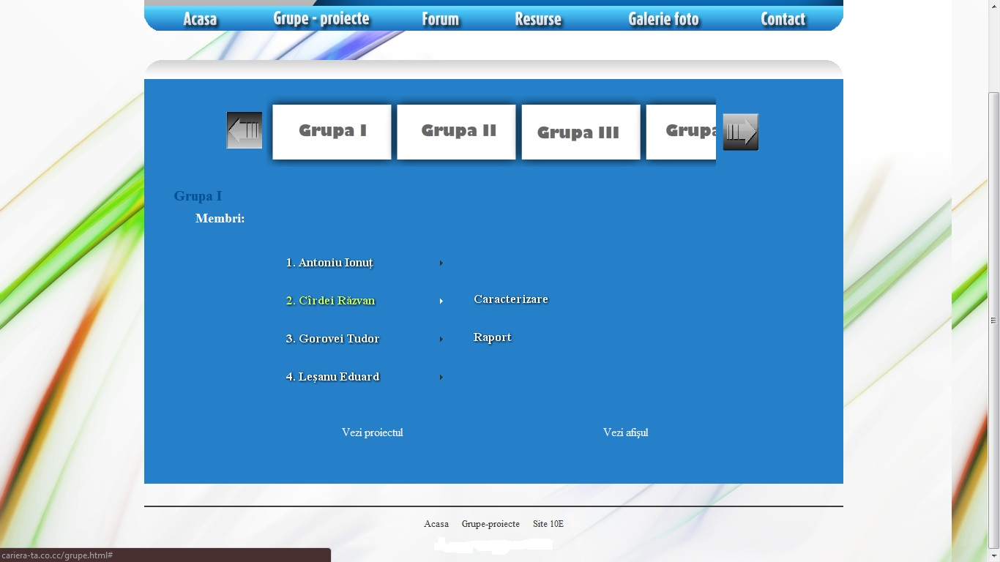 Acasa Grupe - proiecte Forum Resurse Galerie foto Contact
Grupa I Grupa II Grupa III Grupa
Grupa I
Membri:
1. Antoniu Ionuț
2. Cîrdei Răzvan Caracterizare
3. Gorovei Tudor Raport
4. Leșanu Eduard
Vezi proiectul Vezi afișul
Acasa Grupe-proiecte Site 10E
cariera-ta.co.cc/grupe.html#